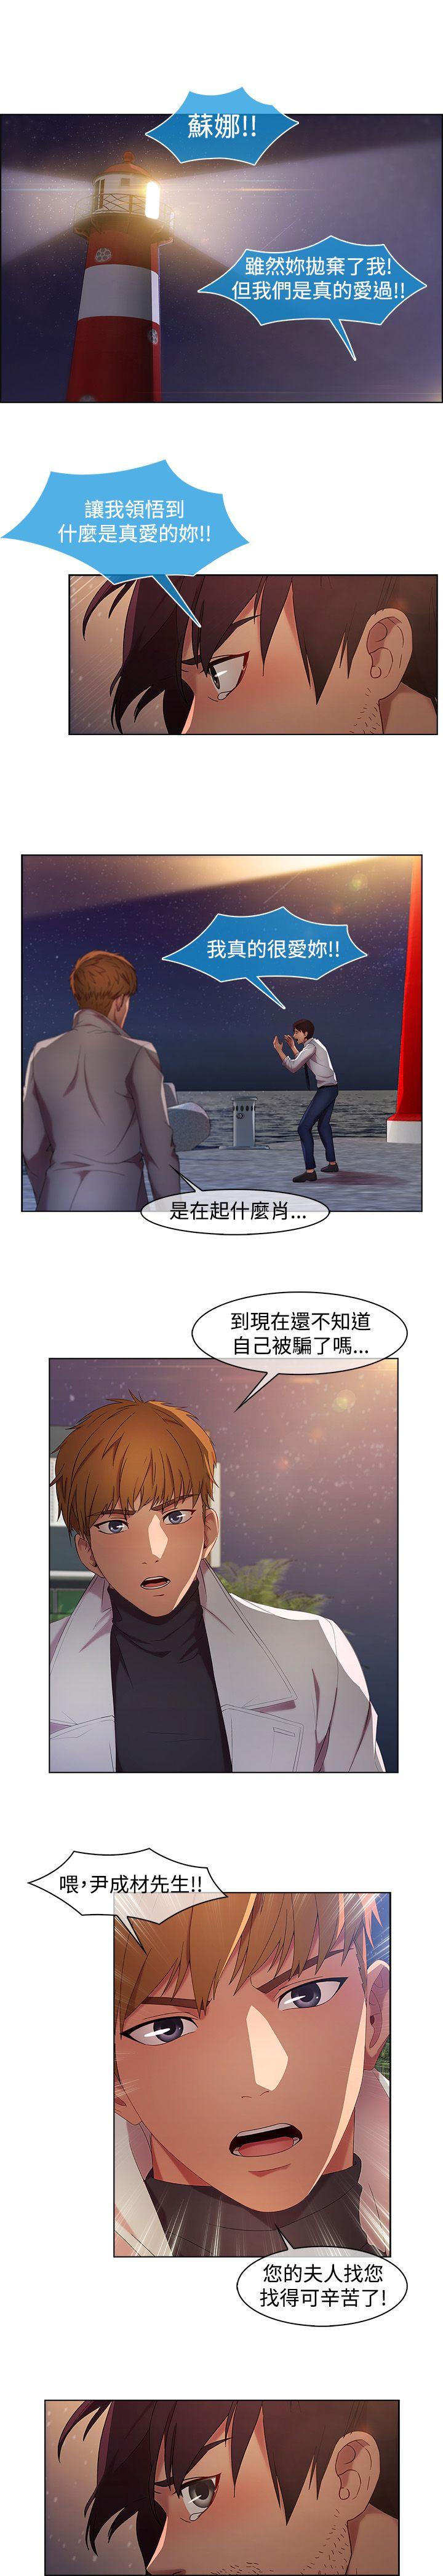 蘇娜!!
雖然妳拋棄了我!
但我們是真的愛過!!
讓我領悟到
什麼是真愛的妳!!
我真的很愛妳!!
是在起什麼肖...
到現在還不知道
自己被騙了嗎...
喂,尹成材先生!!
您的夫人找您
找得可辛苦了!